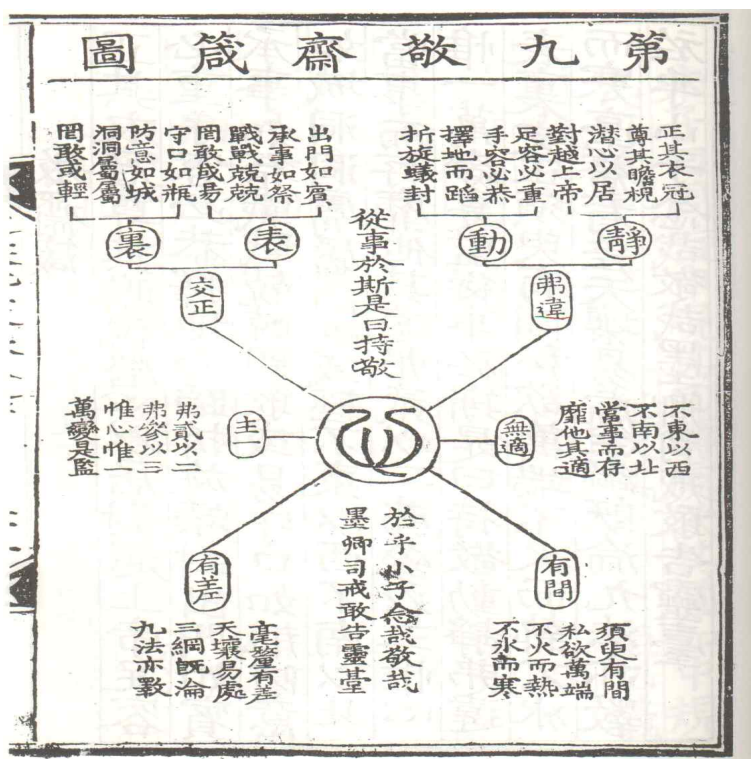 第九敬齋箴圖
正其衣冠
尊其瞻視
潛心以居
對越上帝
靜
足容必重
手容必恭
擇地而蹈
折旋蟻封
動
弗違
從事於斯是曰持敬
出門如賓
承事如祭
戰戰兢兢
罔敢或易
表
守口如瓶
防意如城
洞洞屬屬
罔敢或輕
裏
交正
心
不東以西
不南以北
當事而存
靡他其適
無適
主一
弗貳以二
弗參以三
惟心惟一
萬變是監
有間
須臾有間
私欲萬端
不火而熱
不氷而寒
於乎小子念哉敬哉
墨卿司戒敢告靈臺
有差
毫釐有差
天壤易處
三綱旣淪
九法亦斁